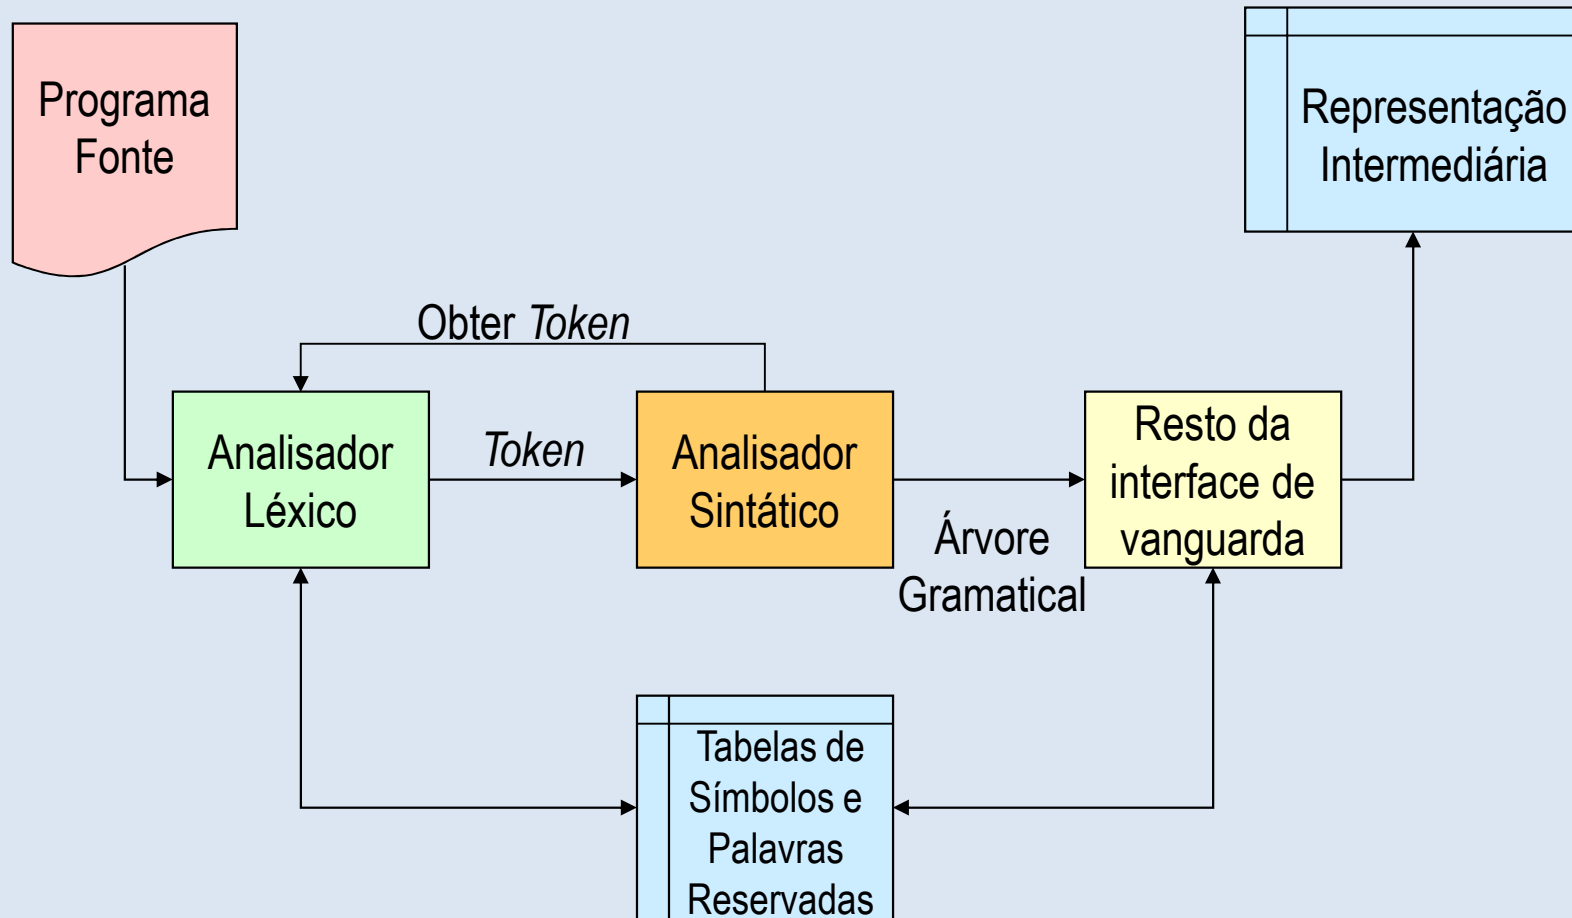 Programa
Fonte
Representação
Intermediária
Obter Token
Analisador
Léxico
Token
Analisador
Sintático
Árvore
Gramatical
Resto da
interface de
vanguarda
Tabelas de
Símbolos e
Palavras
Reservadas